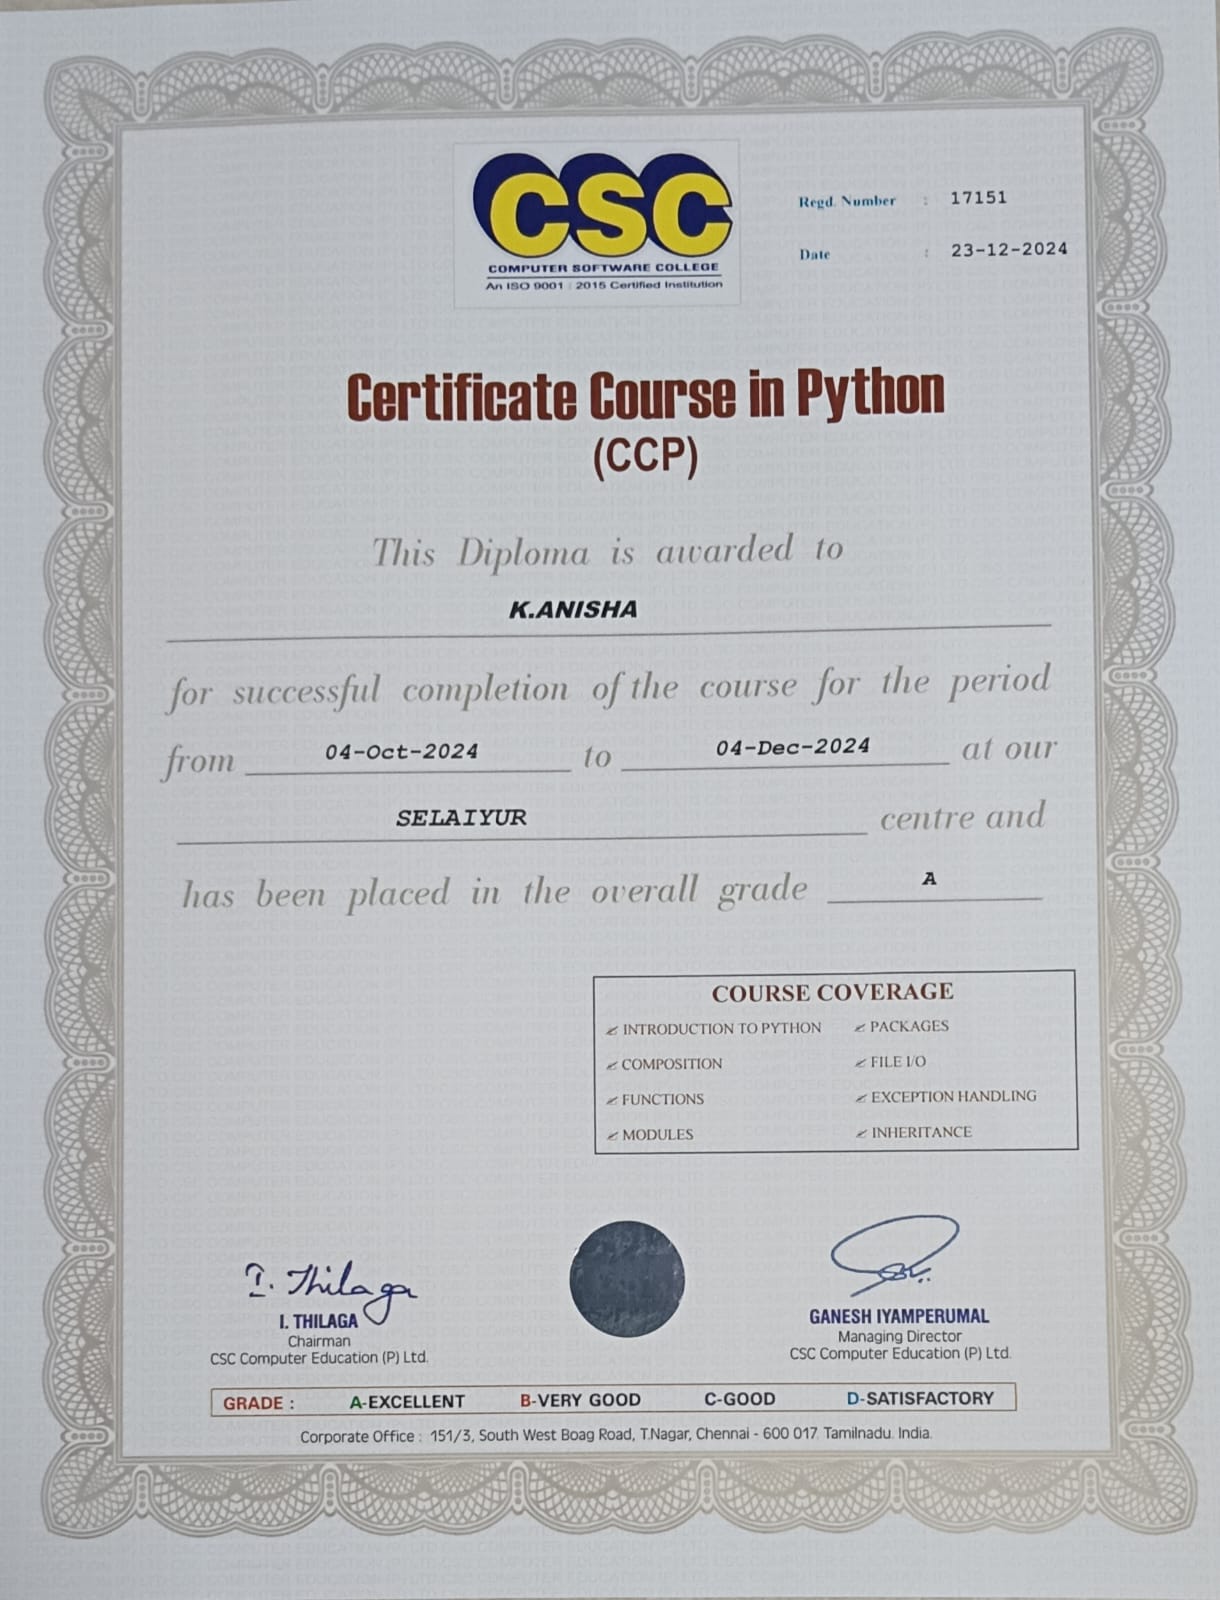 CSC
COMPUTER SOFTWARE COLLEGE
An ISO 9001 : 2015 Certified Institution
Regd. Number : 17151
Date : 23-12-2024
Certificate Course in Python
(CCP)
This Diploma is awarded to
K.ANISHA
for successful completion of the course for the period
from 04-Oct-2024 to 04-Dec-2024 at our
SELAIYUR centre and
has been placed in the overall grade A
COURSE COVERAGE
INTRODUCTION TO PYTHON PACKAGES
COMPOSITION FILE I/O
FUNCTIONS EXCEPTION HANDLING
MODULES INHERITANCE
I. Thilaga
I. THILAGA
Chairman
CSC Computer Education (P) Ltd.
GANESH IYAMPERUMAL
Managing Director
CSC Computer Education (P) Ltd.
GRADE : A-EXCELLENT B-VERY GOOD C-GOOD D-SATISFACTORY
Corporate Office : 151/3, South West Boag Road, T.Nagar, Chennai - 600 017. Tamilnadu. India.